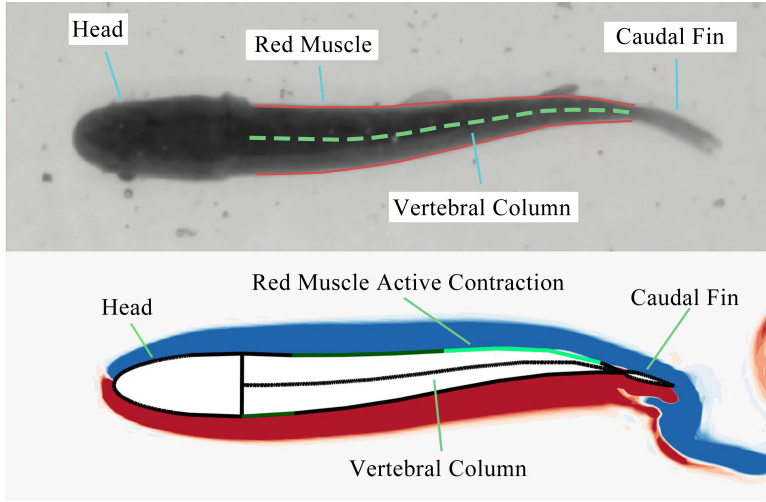 Head
Red Muscle
Caudal Fin
Vertebral Column
Red Muscle Active Contraction
Head
Caudal Fin
Vertebral Column